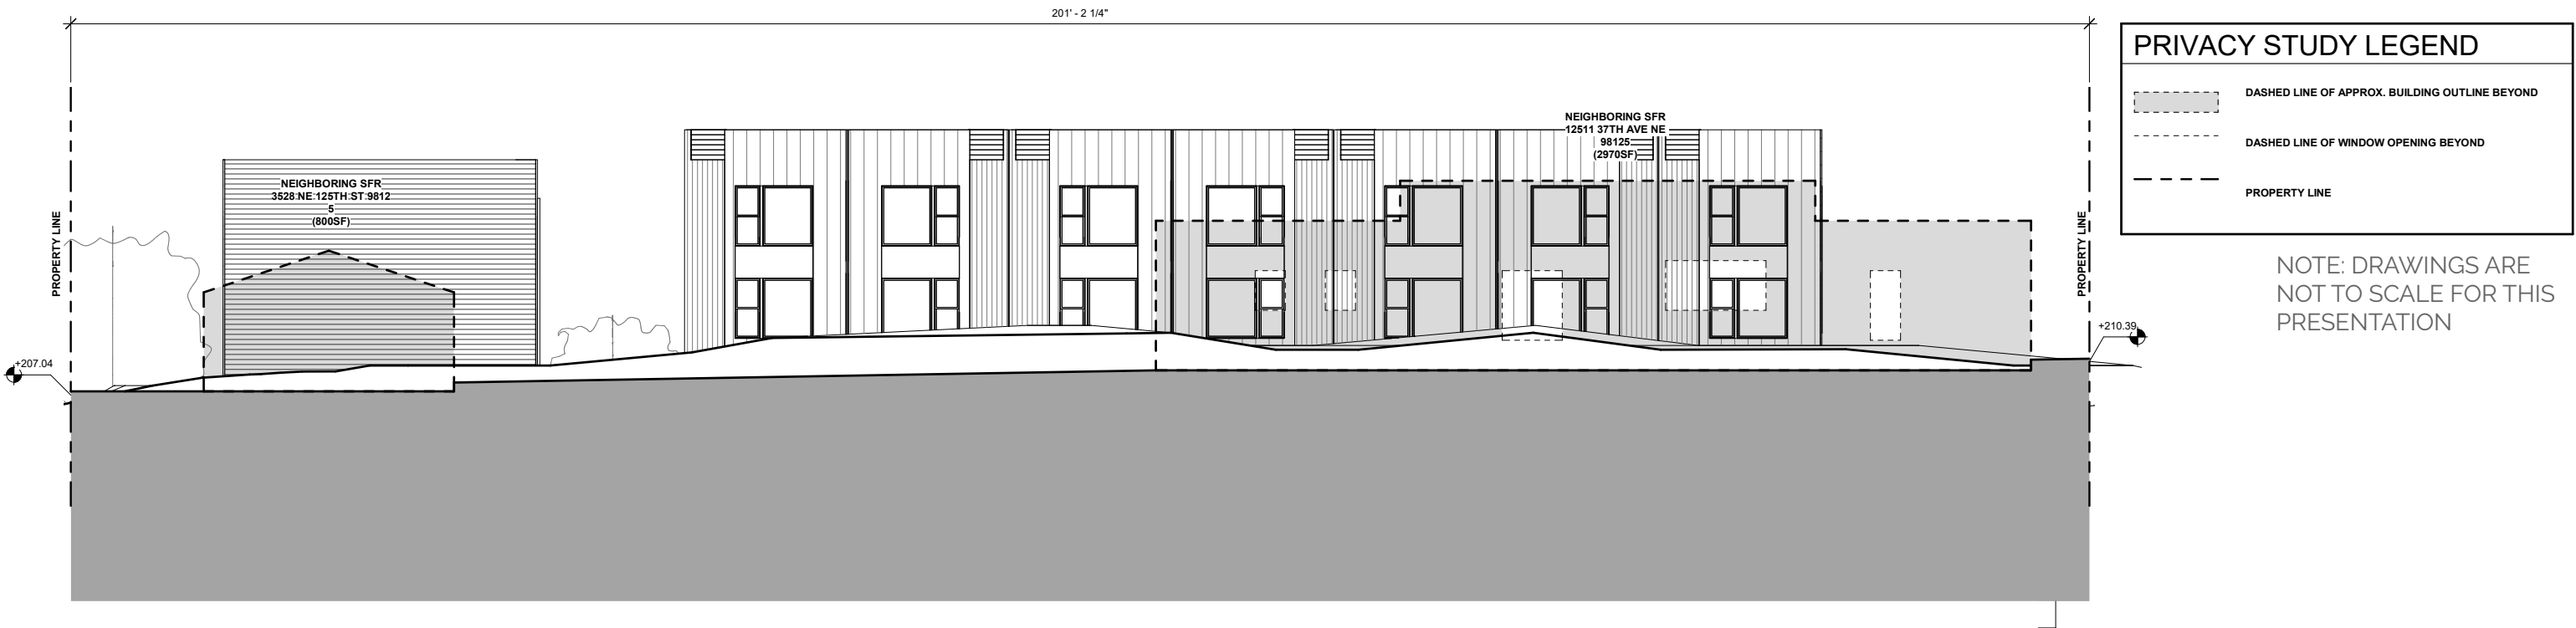 201' - 2 1/4"
PRIVACY STUDY LEGEND
DASHED LINE OF APPROX. BUILDING OUTLINE BEYOND
DASHED LINE OF WINDOW OPENING BEYOND
PROPERTY LINE
NOTE: DRAWINGS ARE
NOT TO SCALE FOR THIS
PRESENTATION
NEIGHBORING SFR
12511 37TH AVE NE
98125
(2970SF)
NEIGHBORING SFR
3528 NE 125TH ST 9812
5
(800SF)
PROPERTY LINE
PROPERTY LINE
+207.04
+210.39